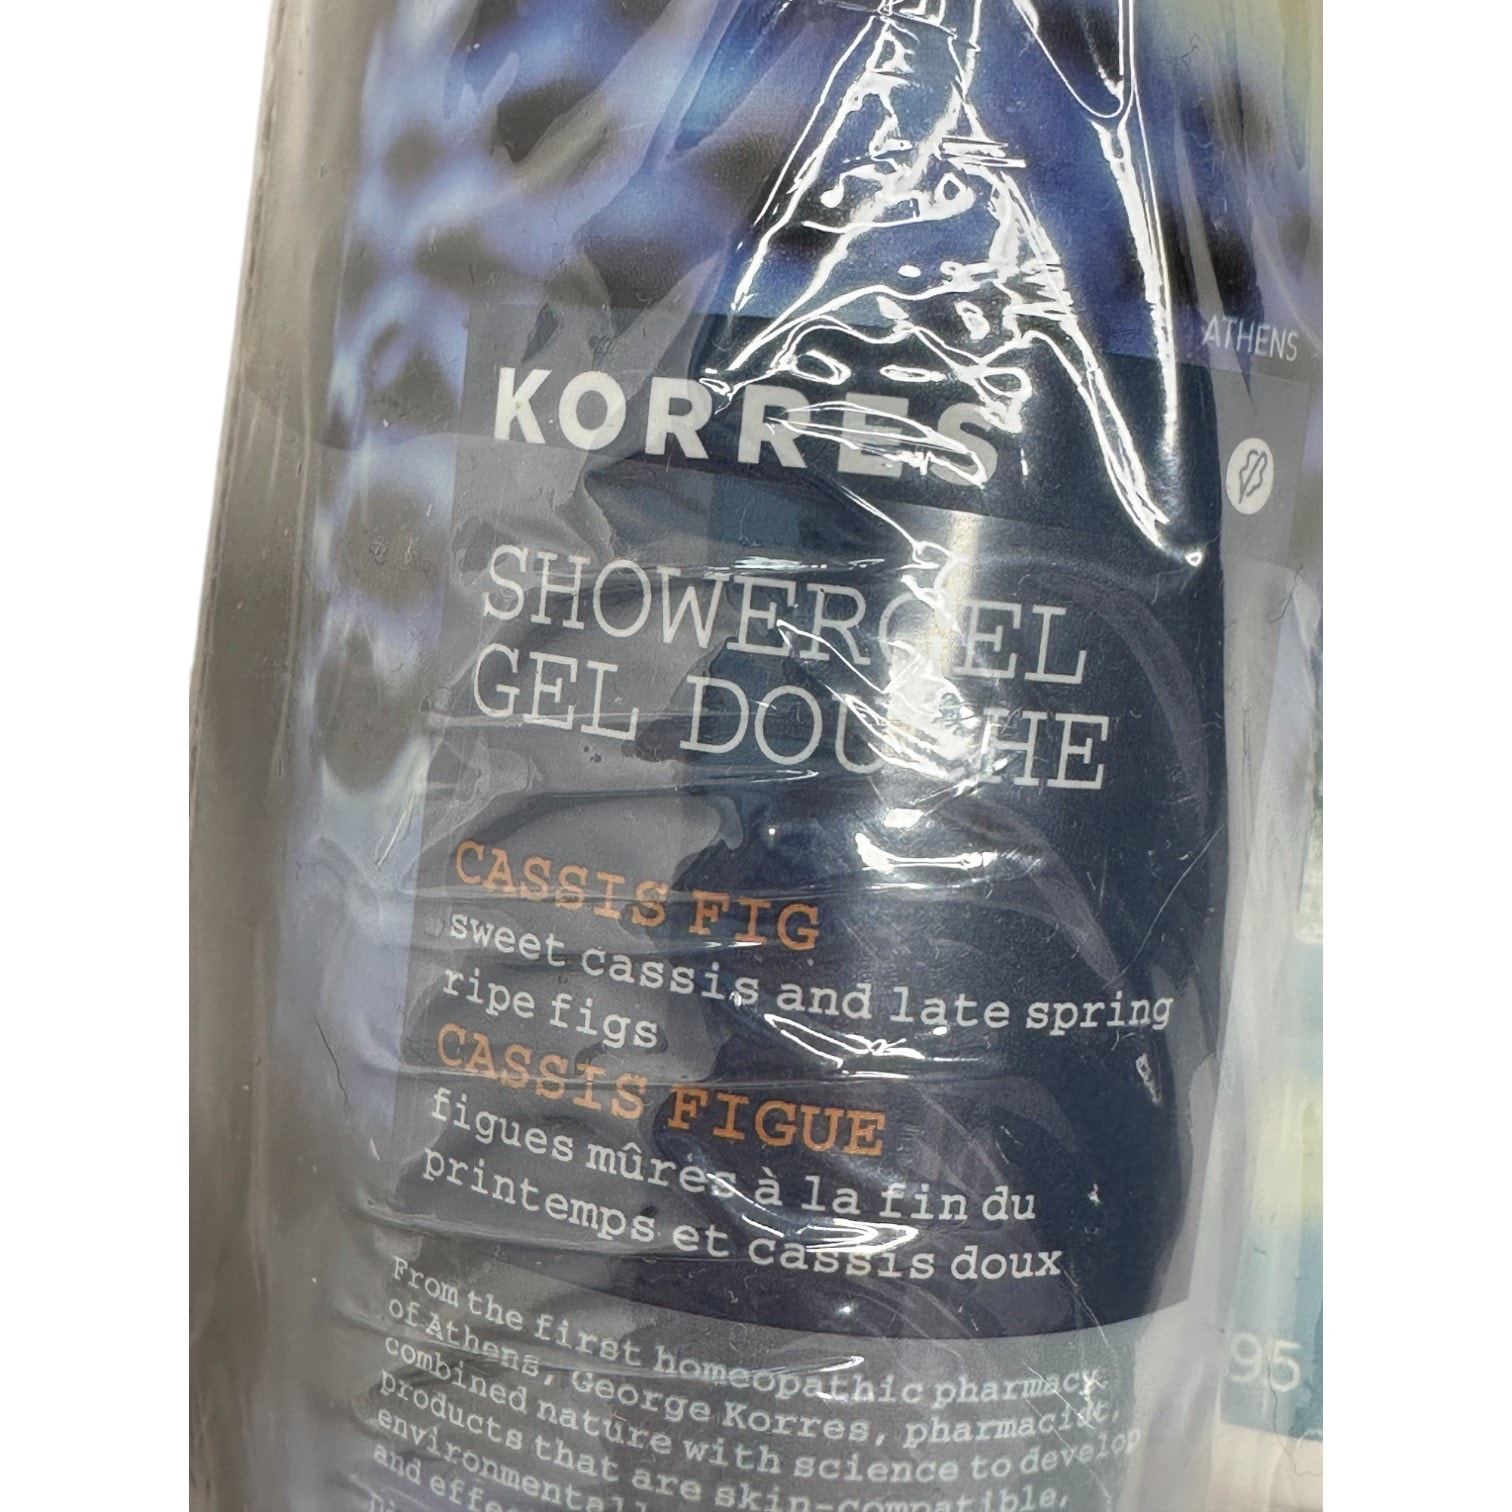 ATHENS
KORRES
SHOWERGEL
GEL DOUCHE
CASSIS FIG
sweet cassis and late spring
ripe figs
CASSIS FIGUE
figues mûres à la fin du
printemps et cassis doux
From the first homeopathic pharmacy
of Athens, George Korres, pharmacist,
combined nature with science to develop
products that are skin-compatible,
and
95